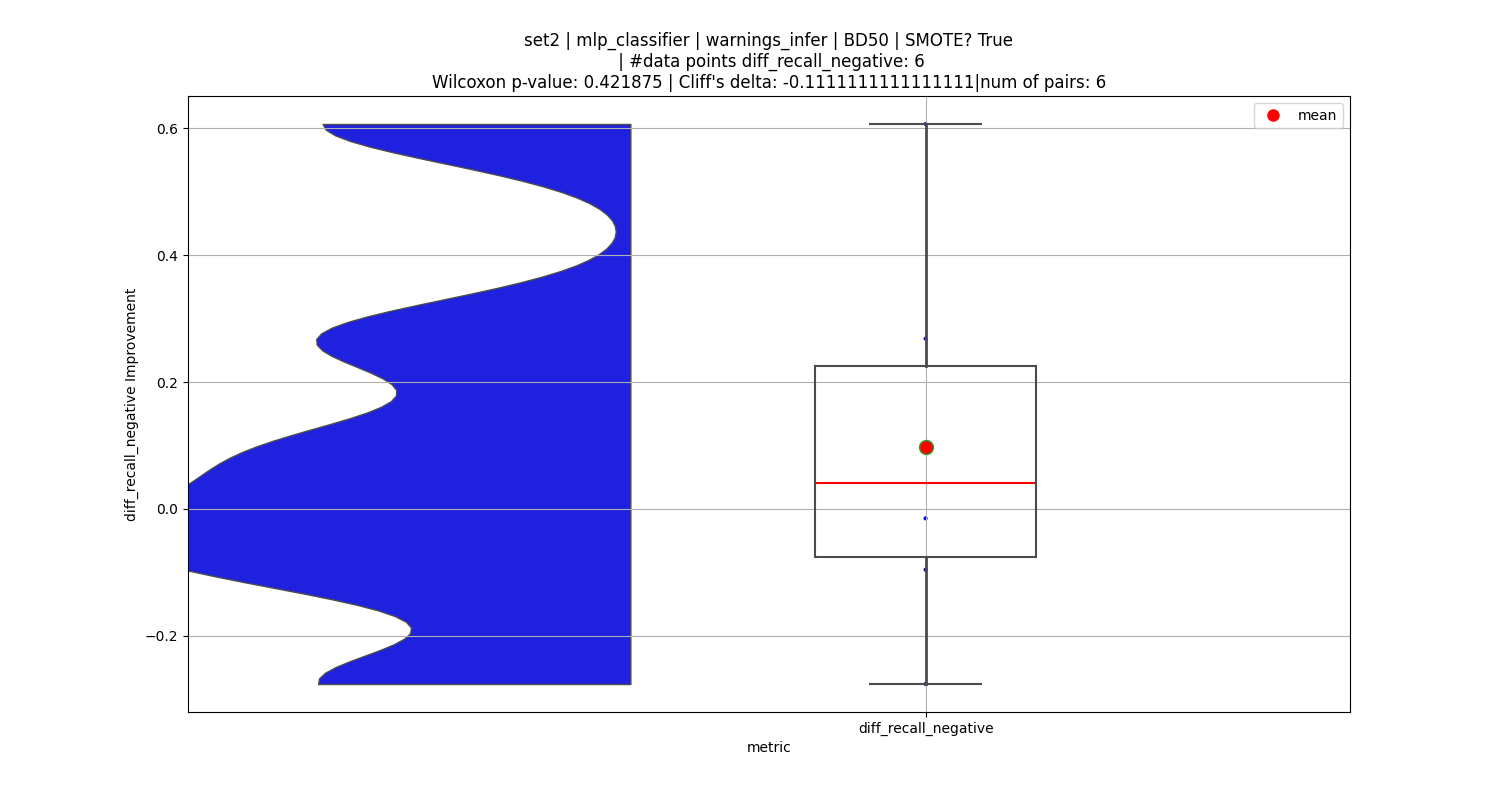 set2 | mlp_classifier | warnings_infer | BD50 | SMOTE? True
| #data points diff_recall_negative: 6
Wilcoxon p-value: 0.421875 | Cliff's delta: -0.1111111111111111|num of pairs: 6
mean
0.6
0.4
0.2
0.0
−0.2
diff_recall_negative Improvement
diff_recall_negative
metric